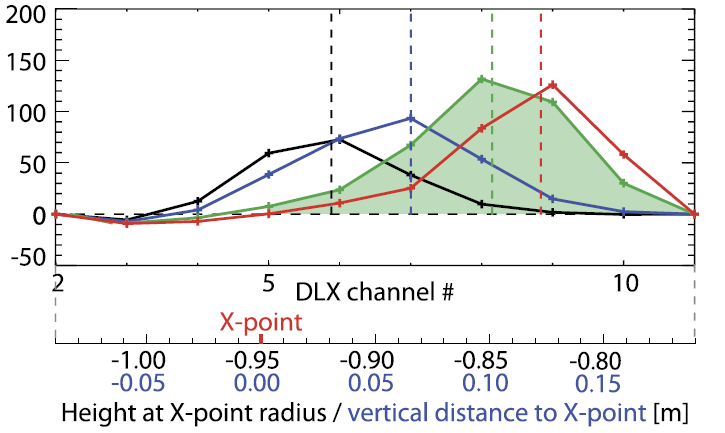 200
150
100
50
0
-50
2 5 10
DLX channel #
X-point
-1.00 -0.95 -0.90 -0.85 -0.80
-0.05 0.00 0.05 0.10 0.15
Height at X-point radius / vertical distance to X-point [m]